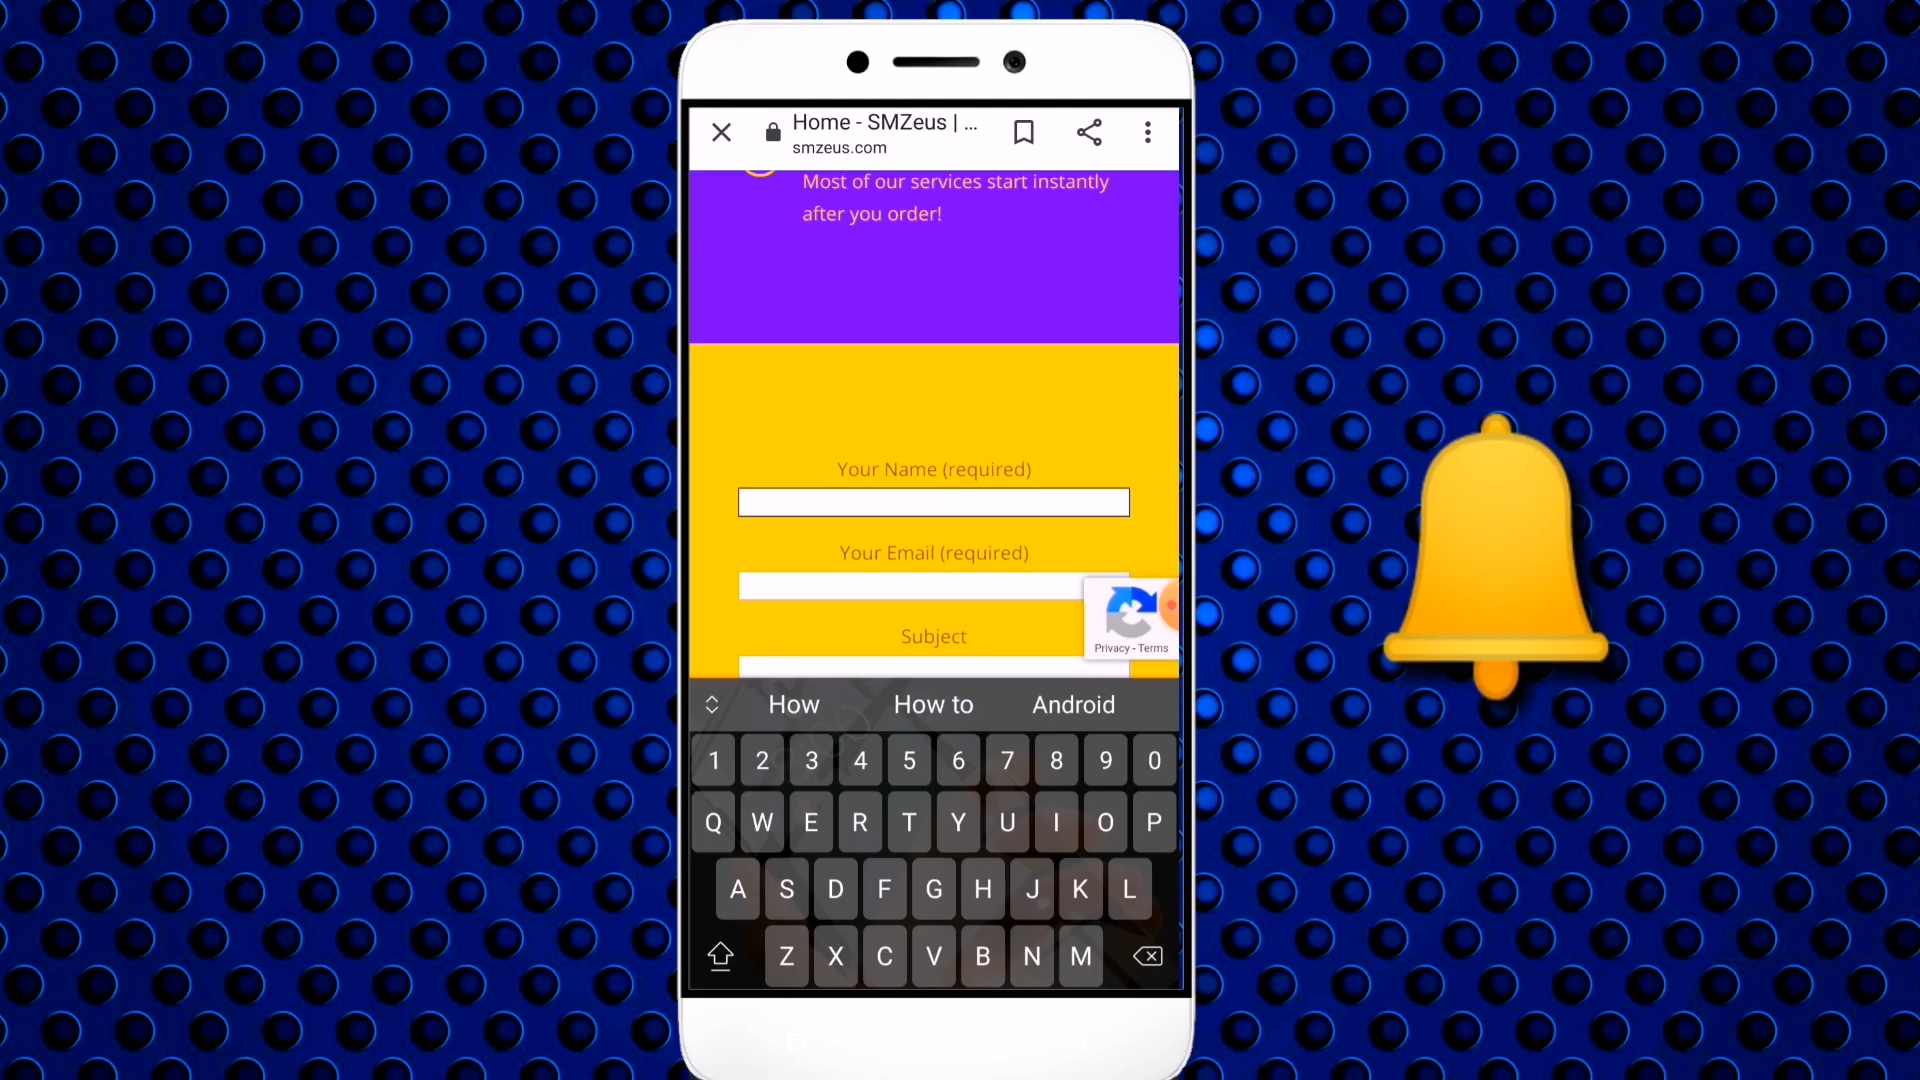 Home - SMZeus | ...
smzeus.com
Most of our services start instantly
after you order!
Your Name (required)
Your Email (required)
Subject
Privacy - Terms
How How to Android
1 2 3 4 5 6 7 8 9 0
Q W E R T Y U I O P
A S D F G H J K L
Z X C V B N M